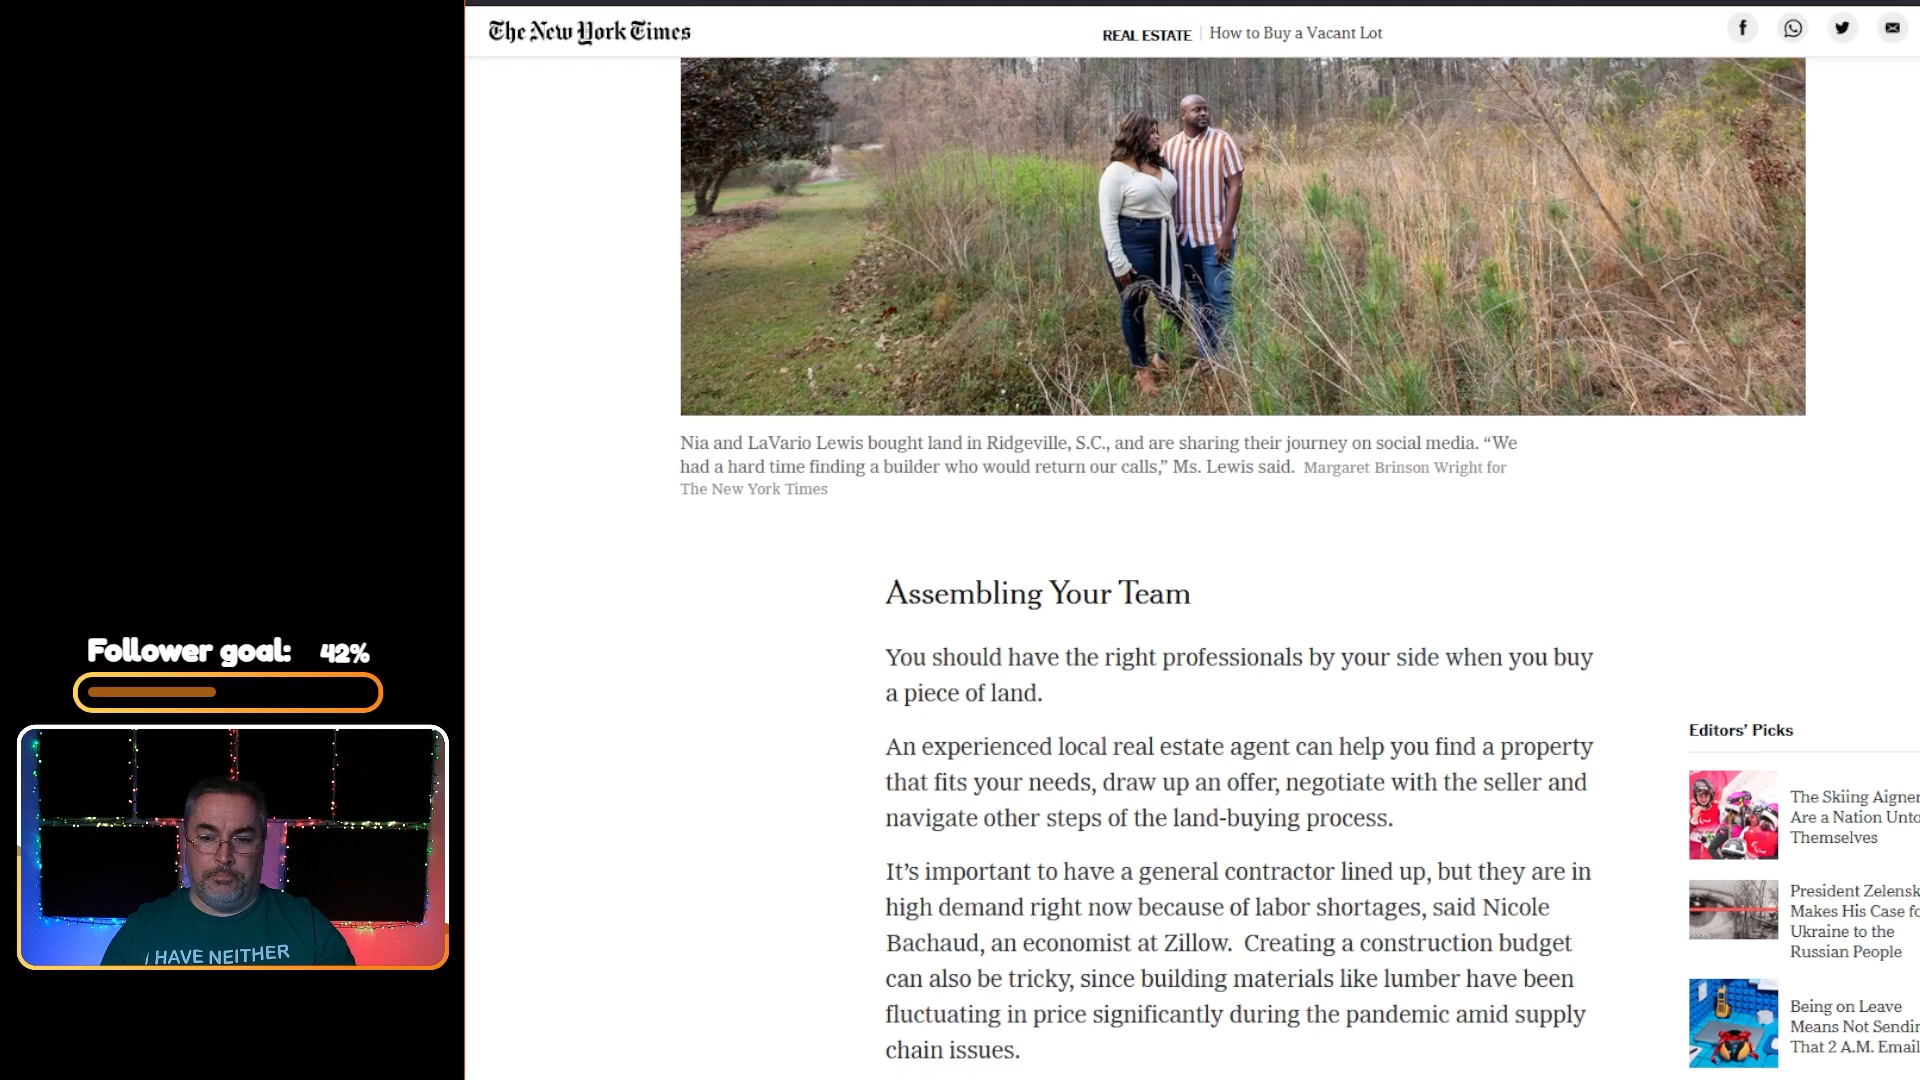 The New York Times
REAL ESTATE
How to Buy a Vacant Lot
Nia and LaVario Lewis bought land in Ridgeville, S.C., and are sharing their journey on social media. “We
had a hard time finding a builder who would return our calls,” Ms. Lewis said. Margaret Brinson Wright for
The New York Times
Assembling Your Team
You should have the right professionals by your side when you buy
a piece of land.
An experienced local real estate agent can help you find a property
that fits your needs, draw up an offer, negotiate with the seller and
navigate other steps of the land-buying process.
It’s important to have a general contractor lined up, but they are in
high demand right now because of labor shortages, said Nicole
Bachaud, an economist at Zillow. Creating a construction budget
can also be tricky, since building materials like lumber have been
fluctuating in price significantly during the pandemic amid supply
chain issues.
Editors’ Picks
The Skiing Aigner
Are a Nation Unto
Themselves
President Zelensk
Makes His Case fo
Ukraine to the
Russian People
Being on Leave
Means Not Sendin
That 2 A.M. Email
Follower goal: 42%
I HAVE NEITHER